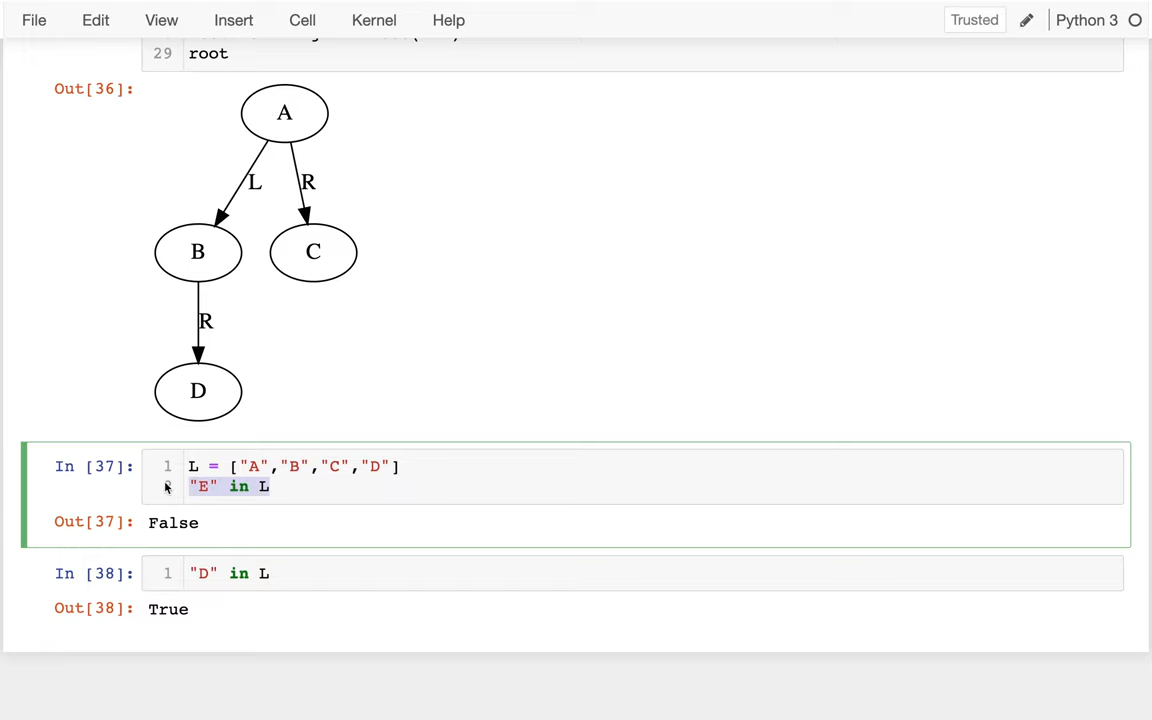 File Edit View Insert Cell Kernel Help Trusted Python 3
29 root
Out[36]:
A
L R
B C
R
D
In [37]: 1 L = ["A","B","C","D"]
"E" in L
Out[37]: False
In [38]: 1 "D" in L
Out[38]: True